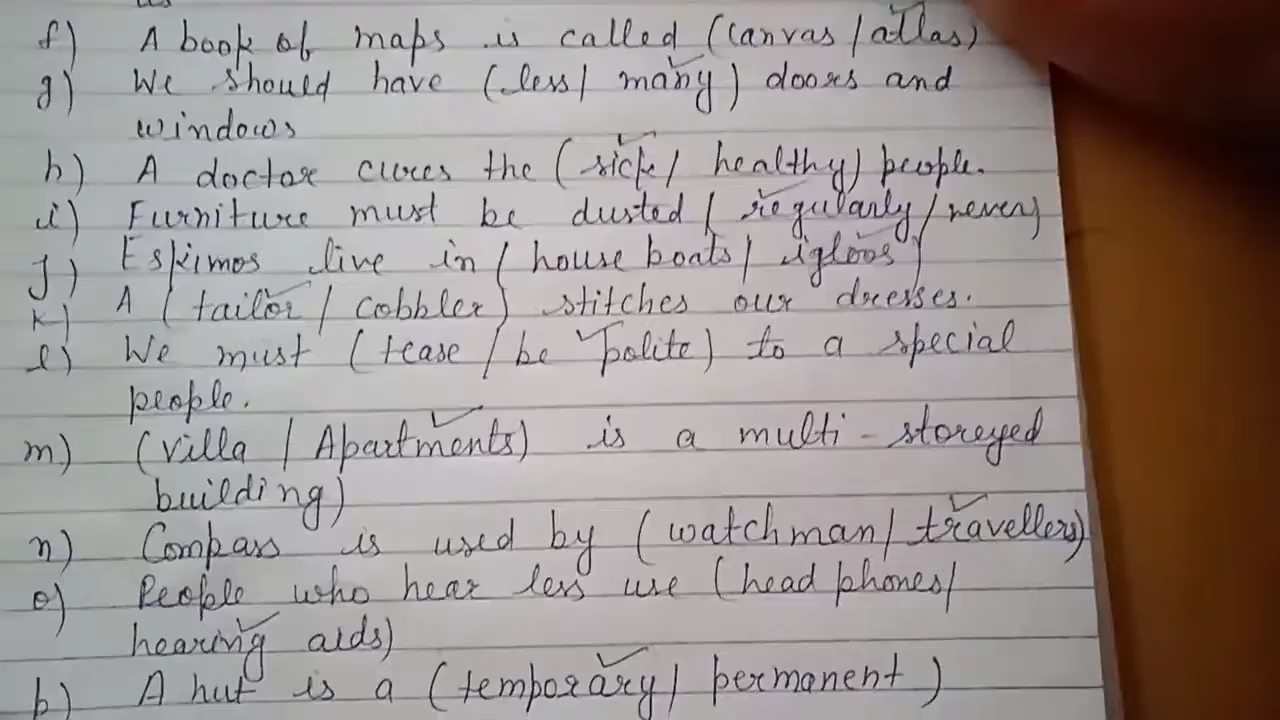 f) A book of maps is called (canvas / atlas)
g) We should have (less / many) doors and
windows
h) A doctor cures the (sick / healthy) people.
i) Furniture must be dusted / regularly / never)
j) Eskimos live in / house boats / igloos)
k) A ( tailor / cobbler) stitches our dresses.
l) We must (tease / be polite) to a special
people.
m) (villa / Apartments) is a multi-storeyed
building)
n) Compass is used by (watchman / travellers)
o) People who hear less use (head phones /
hearing aids)
p) A hut is a (temporary / permanent )